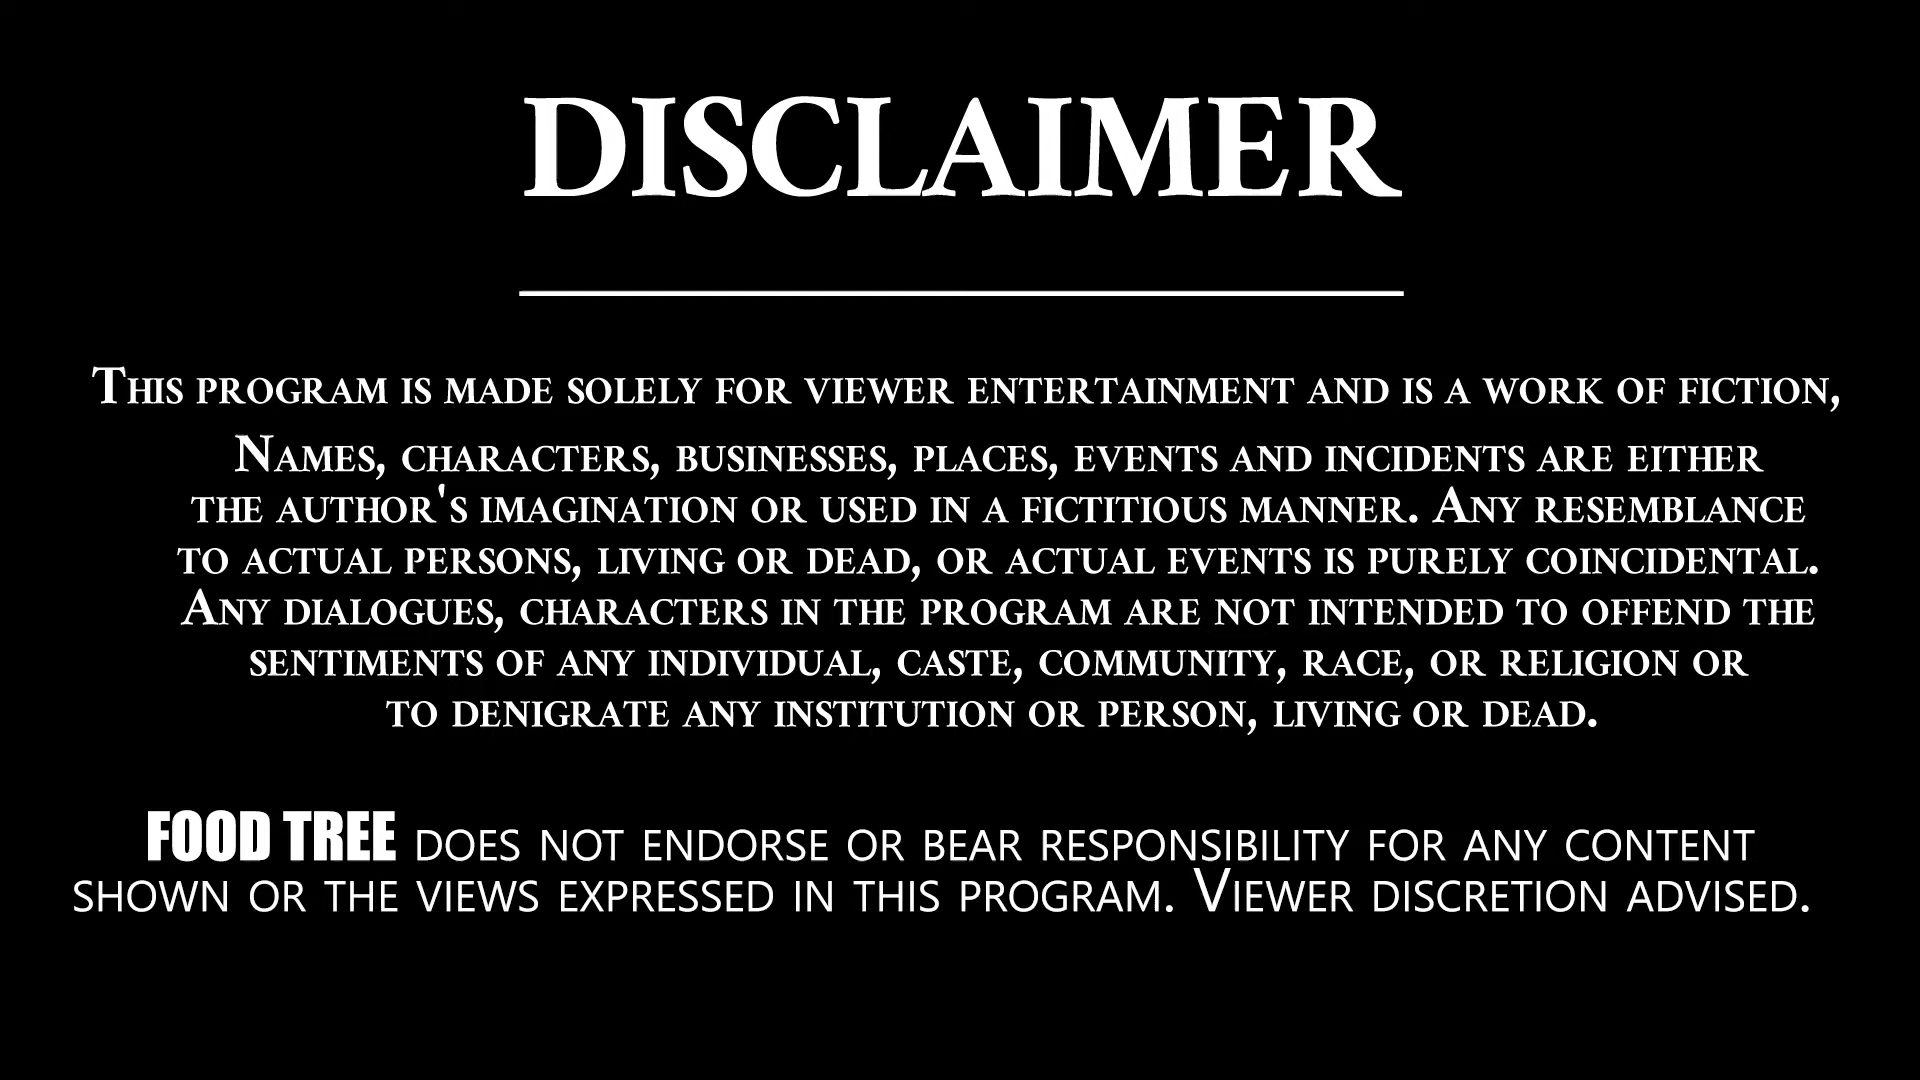 DISCLAIMER
This program is made solely for viewer entertainment and is a work of fiction,
Names, characters, businesses, places, events and incidents are either
the author's imagination or used in a fictitious manner. Any resemblance
to actual persons, living or dead, or actual events is purely coincidental.
Any dialogues, characters in the program are not intended to offend the
sentiments of any individual, caste, community, race, or religion or
to denigrate any institution or person, living or dead.
FOOD TREE does not endorse or bear responsibility for any content
shown or the views expressed in this program. Viewer discretion advised.